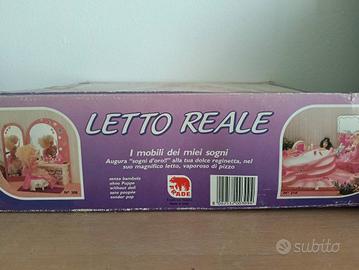 LETTO REALE
I mobili dei miei sogni
Augura "sogni d'oro!" alla tua dolce reginetta, nel
suo magnifico letto, vaporoso di pizzo
senza bambola
ohne Puppe
without doll
sans poupée
zonder pop
FADE
subito